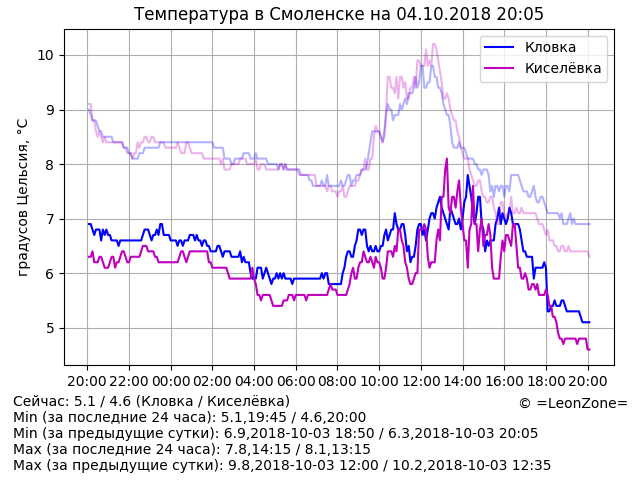 Температура в Смоленске на 04.10.2018 20:05
градусов Цельсия, °C
10
9
8
7
6
5
Кловка
Киселёвка
20:00 22:00 00:00 02:00 04:00 06:00 08:00 10:00 12:00 14:00 16:00 18:00 20:00
Сейчас: 5.1 / 4.6 (Кловка / Киселёвка)
© =LeonZone=
Min (за последние 24 часа): 5.1,19:45 / 4.6,20:00
Min (за предыдущие сутки): 6.9,2018-10-03 18:50 / 6.3,2018-10-03 20:05
Max (за последние 24 часа): 7.8,14:15 / 8.1,13:15
Max (за предыдущие сутки): 9.8,2018-10-03 12:00 / 10.2,2018-10-03 12:35